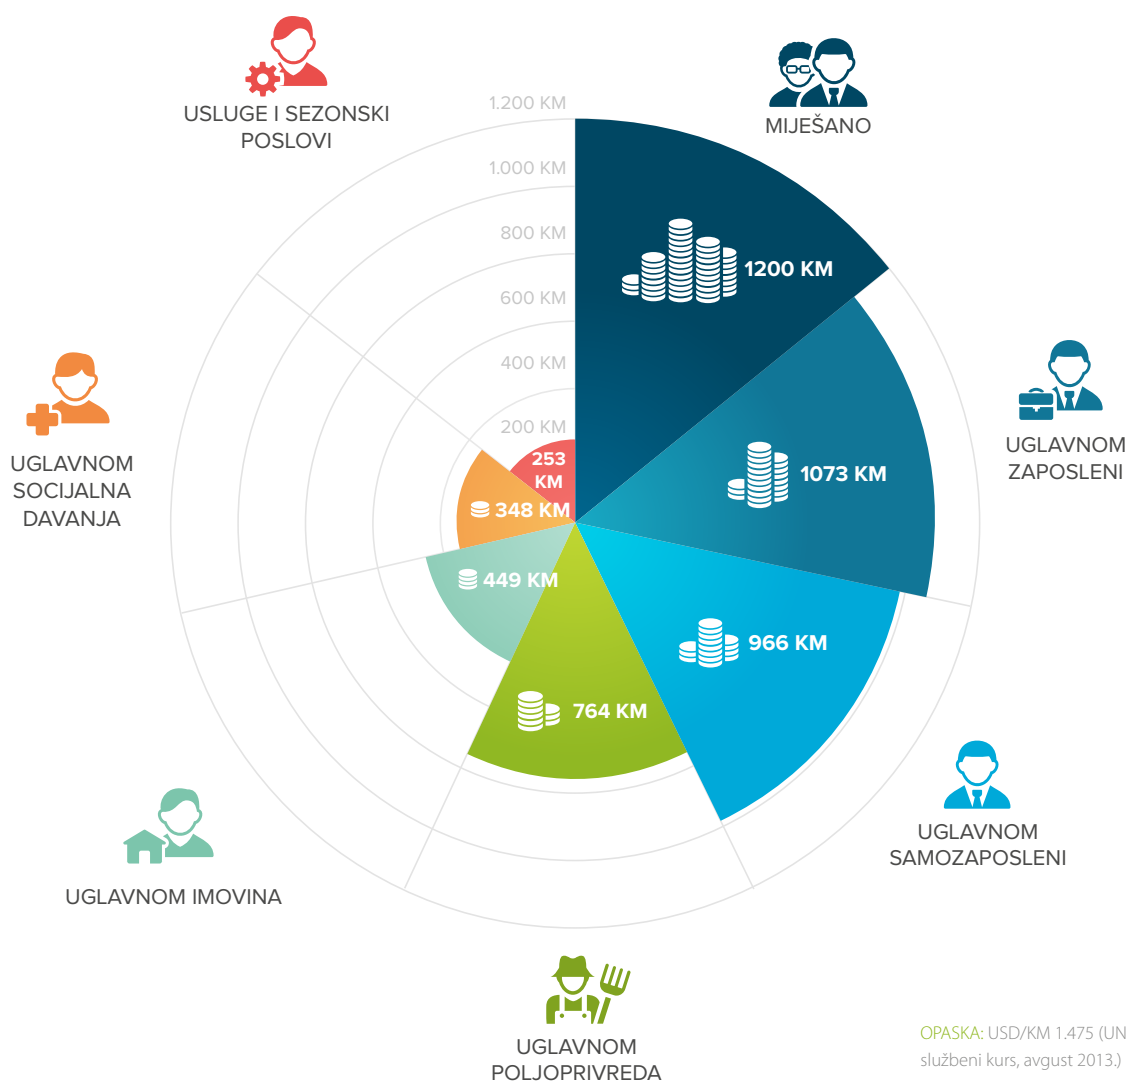 USLUGE I SEZONSKI
POSLOVI
MIJEŠANO
1.200 KM
1.000 KM
800 KM
600 KM
400 KM
200 KM
1200 KM
1073 KM
966 KM
764 KM
449 KM
348 KM
253
KM
UGLAVNOM
ZAPOSLENI
UGLAVNOM
SOCIJALNA
DAVANJA
UGLAVNOM
SAMOZAPOSLENI
UGLAVNOM IMOVINA
UGLAVNOM
POLJOPRIVREDA
OPASKA: USD/KM 1.475 (UN
službeni kurs, avgust 2013.)